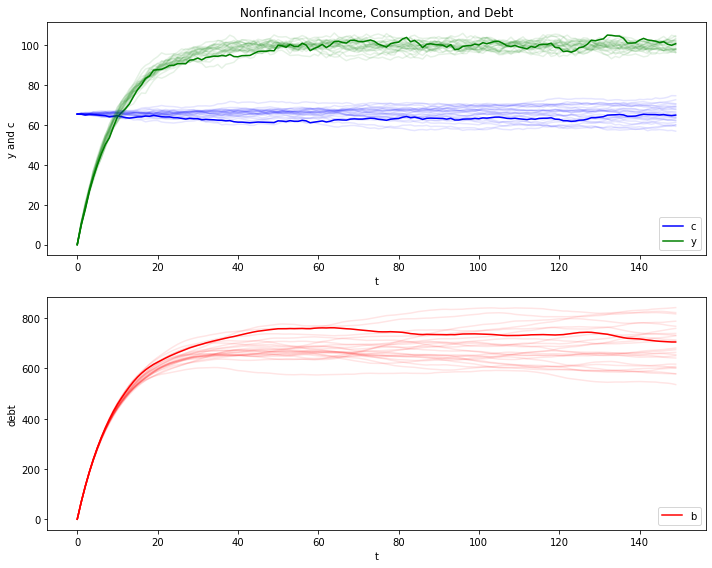 Nonfinancial Income, Consumption, and Debt
y and c
100
80
60
40
20
0
c
y
0 20 40 60 80 100 120 140
t
debt
800
600
400
200
0
b
0 20 40 60 80 100 120 140
t